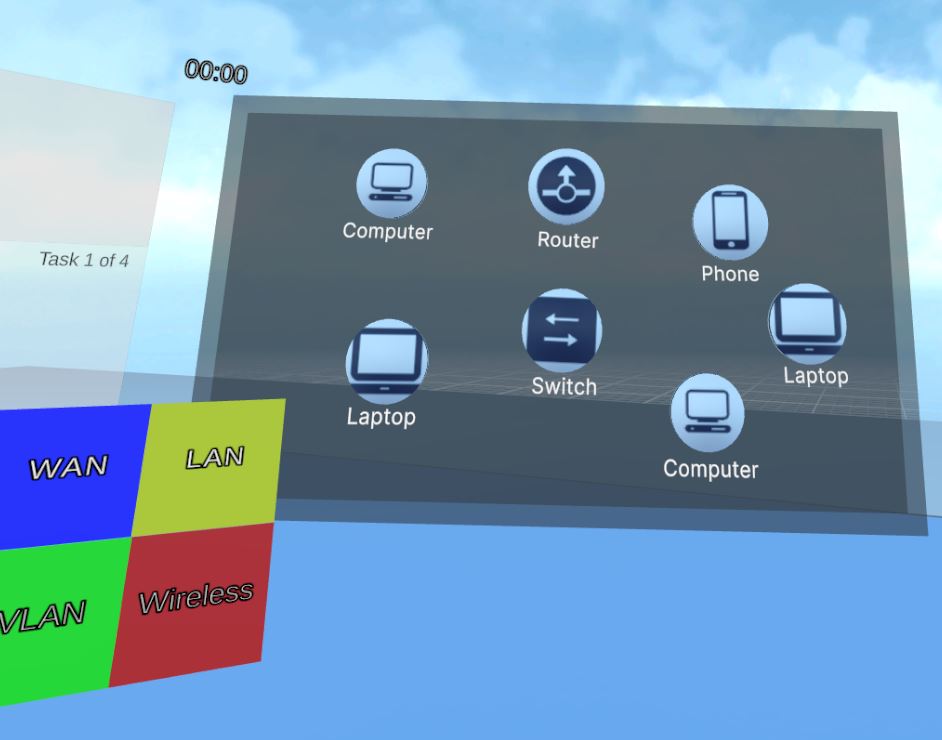 00:00
Task 1 of 4
Computer
Router
Phone
Laptop
Switch
Laptop
Computer
WAN
LAN
VLAN
Wireless